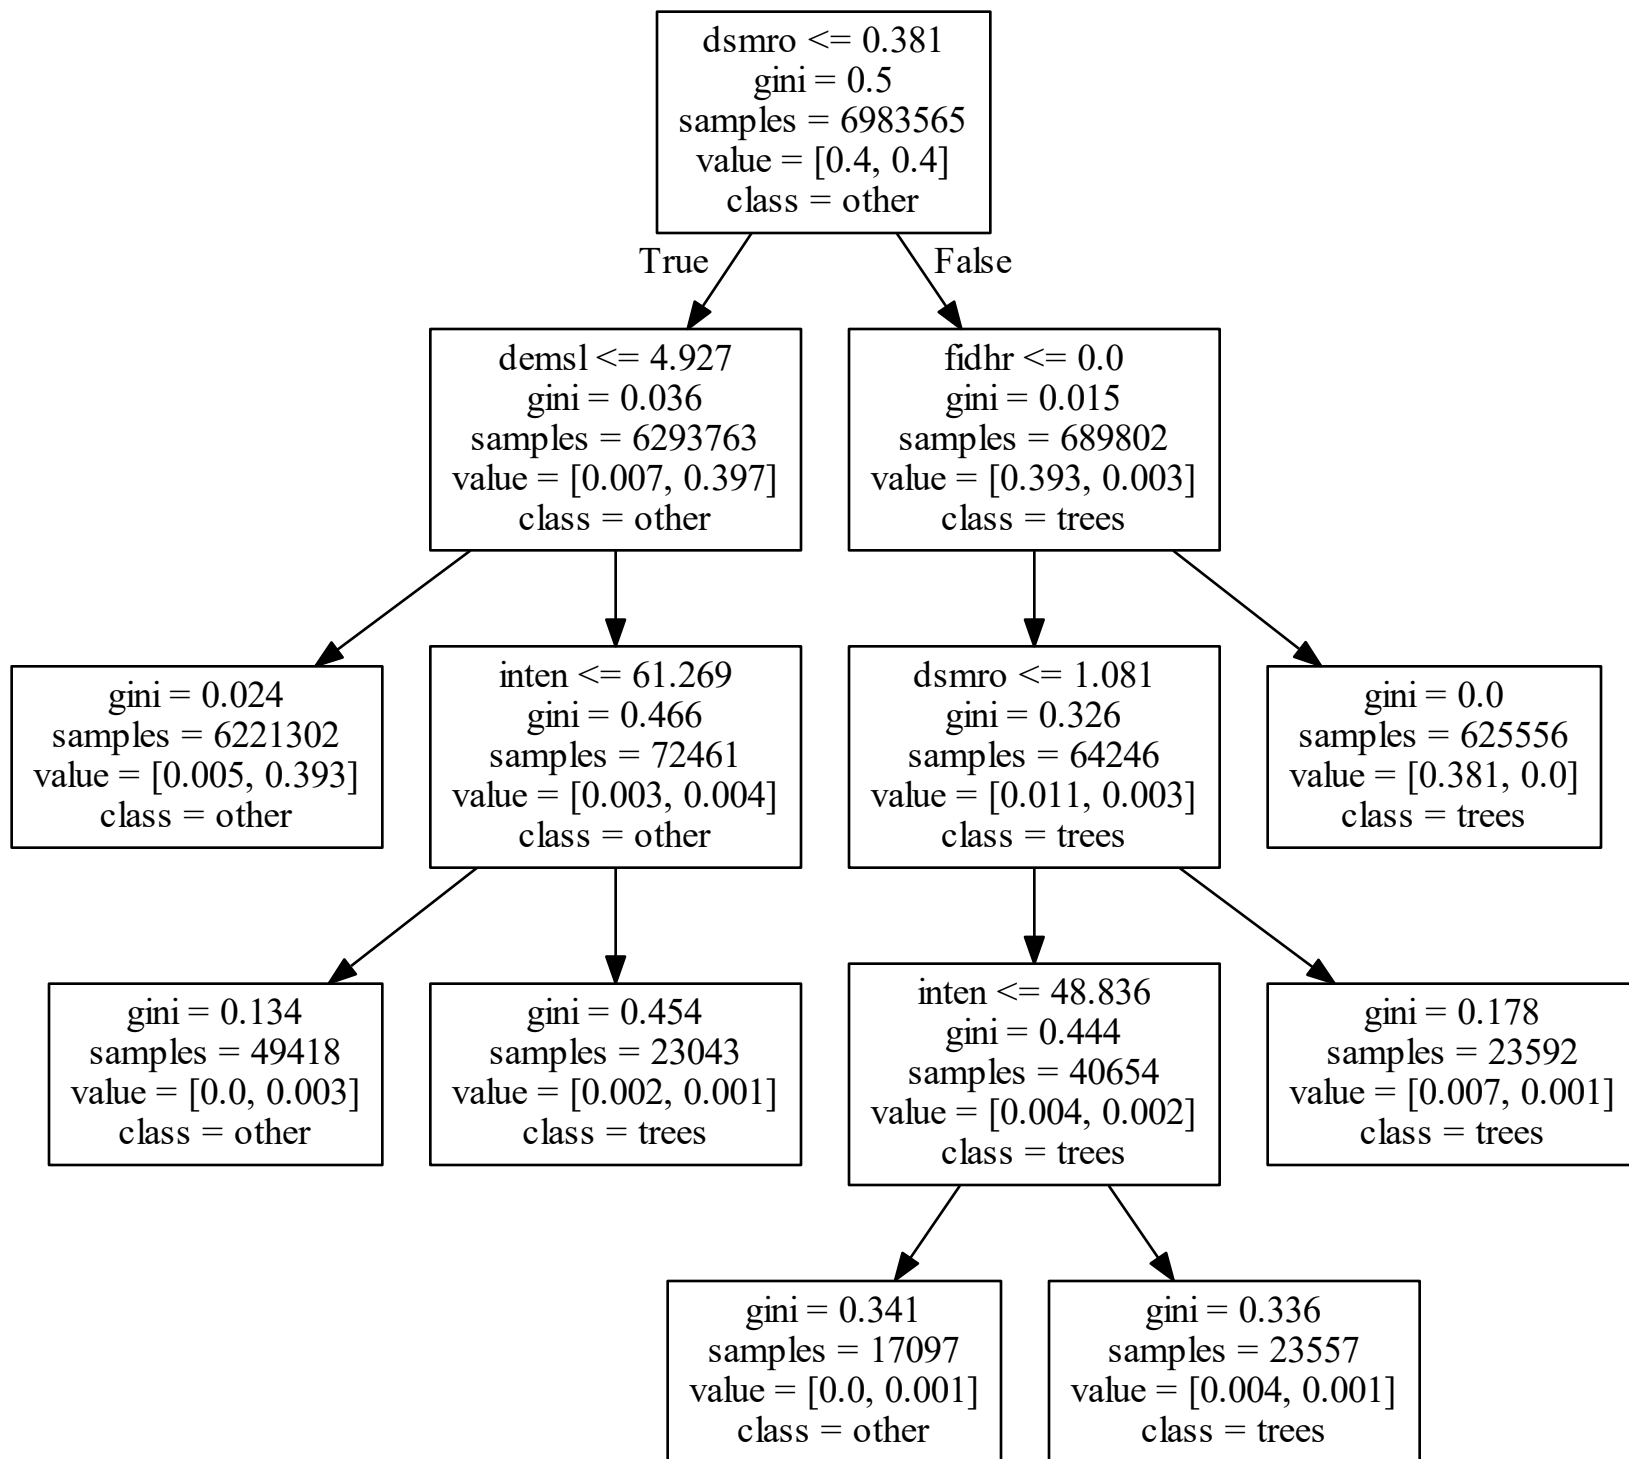 dsmro <= 0.381
gini = 0.5
samples = 6983565
value = [0.4, 0.4]
class = other
True
False
demsl <= 4.927
gini = 0.036
samples = 6293763
value = [0.007, 0.397]
class = other
fidhr <= 0.0
gini = 0.015
samples = 689802
value = [0.393, 0.003]
class = trees
gini = 0.024
samples = 6221302
value = [0.005, 0.393]
class = other
inten <= 61.269
gini = 0.466
samples = 72461
value = [0.003, 0.004]
class = other
dsmro <= 1.081
gini = 0.326
samples = 64246
value = [0.011, 0.003]
class = trees
gini = 0.0
samples = 625556
value = [0.381, 0.0]
class = trees
gini = 0.134
samples = 49418
value = [0.0, 0.003]
class = other
gini = 0.454
samples = 23043
value = [0.002, 0.001]
class = trees
inten <= 48.836
gini = 0.444
samples = 40654
value = [0.004, 0.002]
class = trees
gini = 0.178
samples = 23592
value = [0.007, 0.001]
class = trees
gini = 0.341
samples = 17097
value = [0.0, 0.001]
class = other
gini = 0.336
samples = 23557
value = [0.004, 0.001]
class = trees